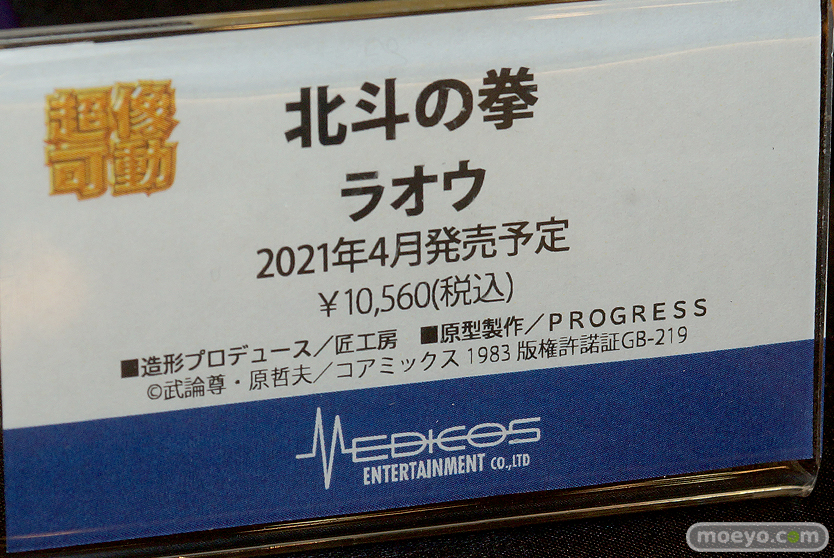 超像
可動
北斗の拳
ラオウ
2021年4月発売予定
￥10,560(税込)
■造形プロデュース／匠工房 ■原型製作／PROGRESS
©武論尊・原哲夫／コアミックス 1983 版権許諾証GB-219
MEDICOS
ENTERTAINMENT CO.,LTD
moeyo.com